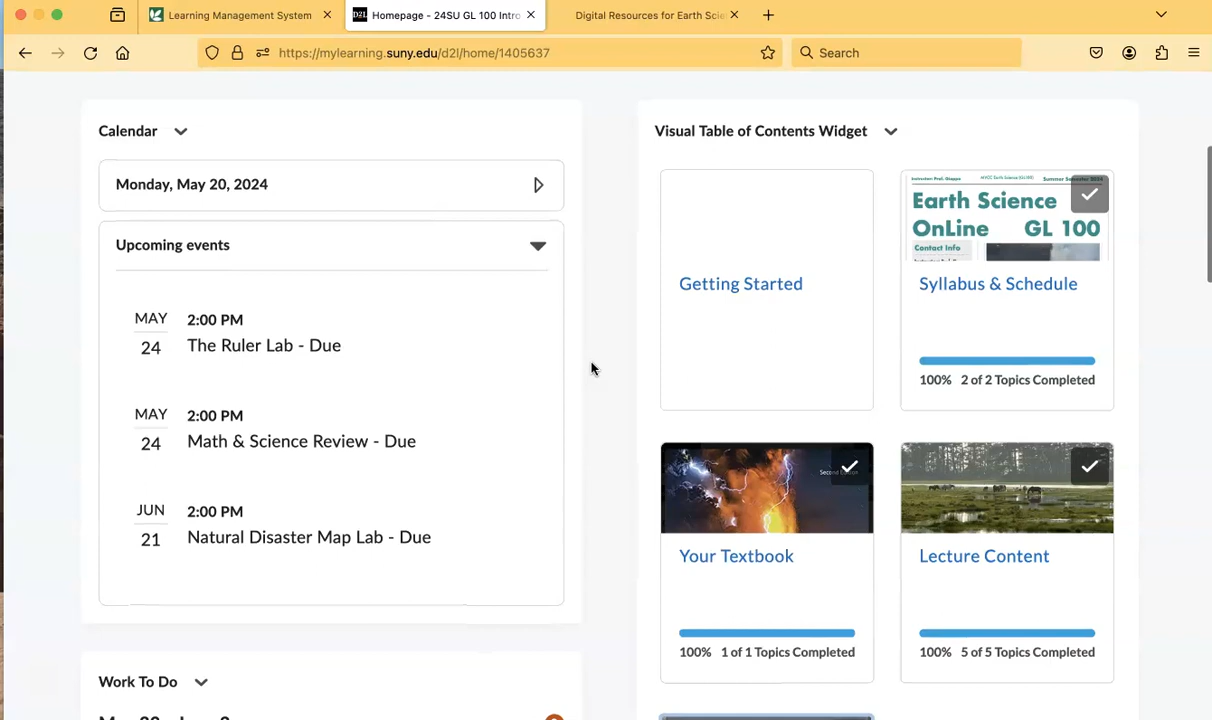 Learning Management System
Homepage - 24SU GL 100 Intro
Digital Resources for Earth Scie
https://mylearning.suny.edu/d2l/home/1405637
Search
Calendar
Monday, May 20, 2024
Upcoming events
MAY
24
2:00 PM
The Ruler Lab - Due
MAY
24
2:00 PM
Math & Science Review - Due
JUN
21
2:00 PM
Natural Disaster Map Lab - Due
Work To Do
Visual Table of Contents Widget
Getting Started
Earth Science
OnLine GL 100
Contact Info
Syllabus & Schedule
100% 2 of 2 Topics Completed
Your Textbook
100% 1 of 1 Topics Completed
Lecture Content
100% 5 of 5 Topics Completed